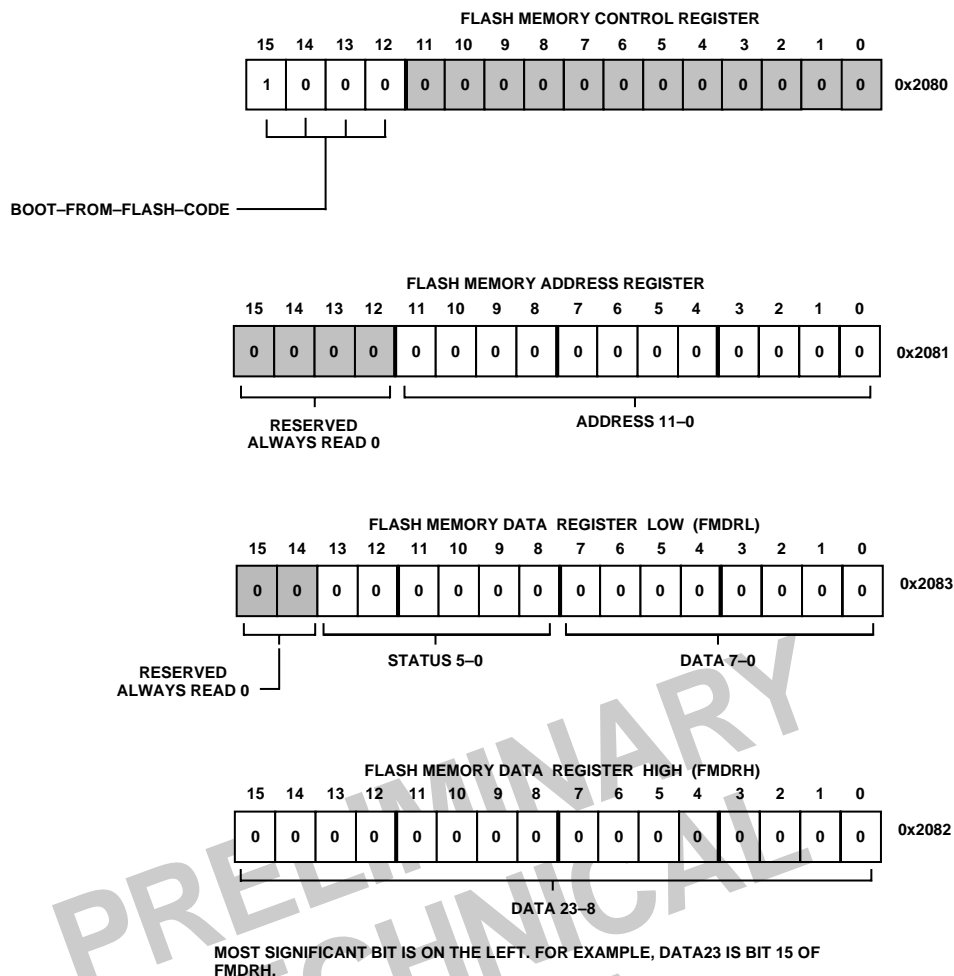 FLASH MEMORY CONTROL REGISTER
15 14 13 12 11 10 9 8 7 6 5 4 3 2 1 0
1 0 0 0 0 0 0 0 0 0 0 0 0 0 0 0 0x2080
BOOT–FROM–FLASH–CODE
FLASH MEMORY ADDRESS REGISTER
15 14 13 12 11 10 9 8 7 6 5 4 3 2 1 0
0 0 0 0 0 0 0 0 0 0 0 0 0 0 0 0 0x2081
RESERVED
ALWAYS READ 0
ADDRESS 11–0
FLASH MEMORY DATA REGISTER LOW (FMDRL)
15 14 13 12 11 10 9 8 7 6 5 4 3 2 1 0
0 0 0 0 0 0 0 0 0 0 0 0 0 0 0 0 0x2083
STATUS 5–0 DATA 7–0
RESERVED
ALWAYS READ 0
FLASH MEMORY DATA REGISTER HIGH (FMDRH)
15 14 13 12 11 10 9 8 7 6 5 4 3 2 1 0
0 0 0 0 0 0 0 0 0 0 0 0 0 0 0 0 0x2082
DATA 23–8
MOST SIGNIFICANT BIT IS ON THE LEFT. FOR EXAMPLE, DATA23 IS BIT 15 OF
FMDRH.
PRELIMINARY
TECHNICAL